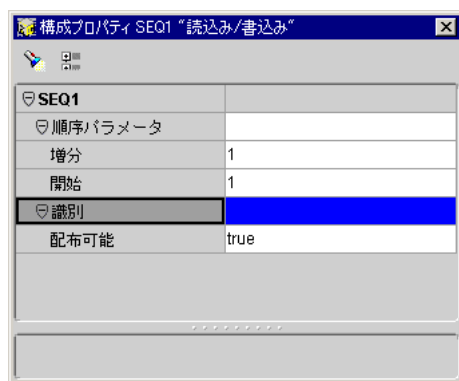 構成プロパティ SEQ1 “読込み/書込み“
SEQ1
順序パラメータ
増分 1
開始 1
識別
配布可能 true